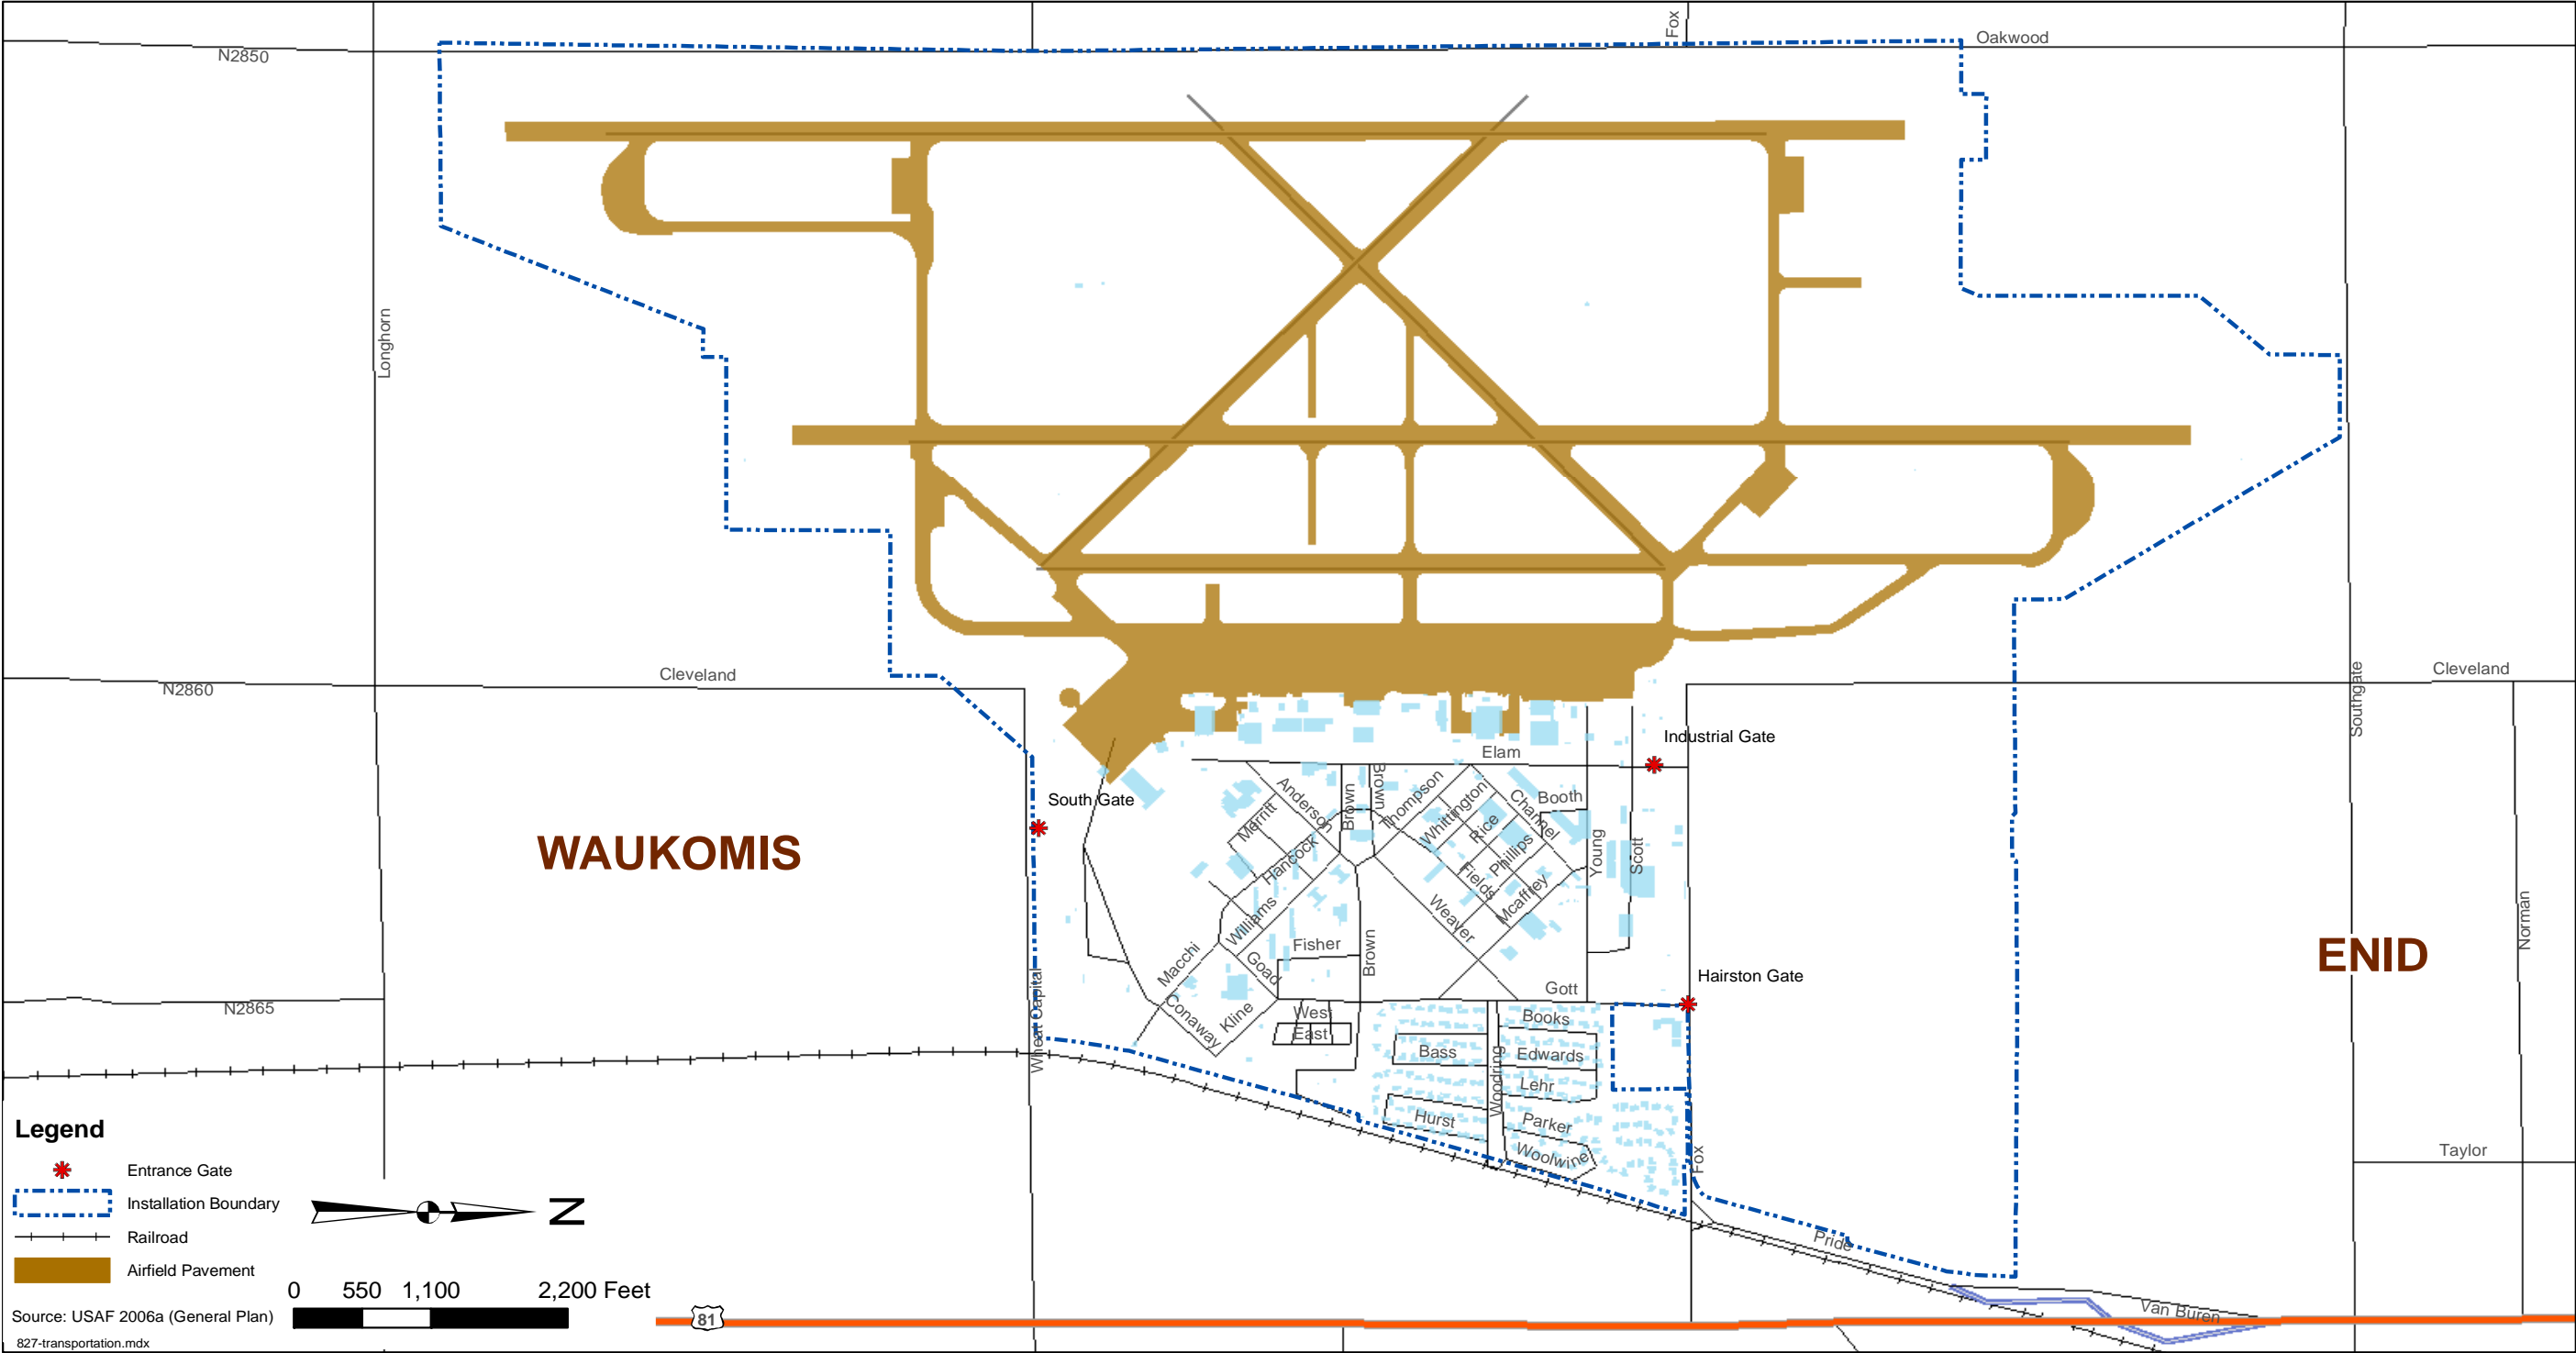 Fox
Oakwood
N2850
Longhorn
Cleveland
N2860
Cleveland
Southgate
Industrial Gate
Elam
South Gate
Anderson
Brown
Brown
Thompson
Whittington
Channel
Booth
Merritt
Rice
Hancock
Phillips
Young
Scott
Fields
Mcaffrey
WAUKOMIS
Williams
Weaver
Norman
Fisher
Brown
ENID
Macchi
Goad
Wheat Capital
Hairston Gate
Gott
N2865
Conaway
Kline
West
East
Books
Bass
Woodring
Edwards
Lehr
Hurst
Parker
Woolwine
Fox
Taylor
Pride
Van Buren
81
Legend
Entrance Gate
Installation Boundary
N
Railroad
Airfield Pavement
0 550 1,100 2,200 Feet
Source: USAF 2006a (General Plan)
827-transportation.mdx